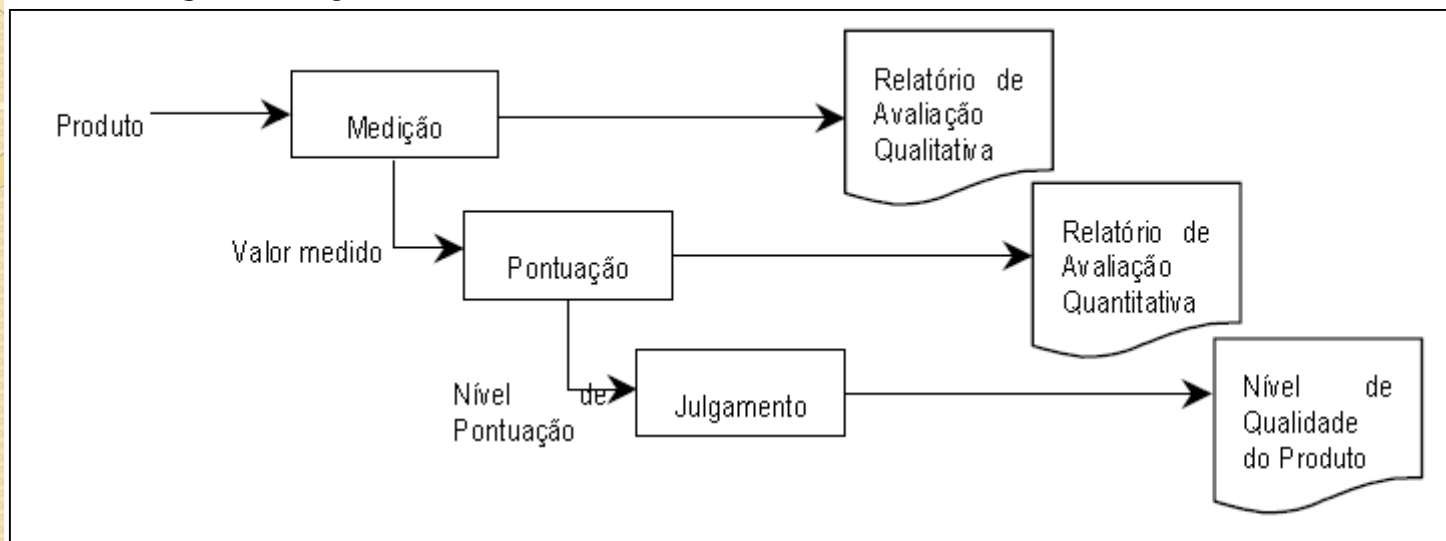 Produto
Medição
Relatório de
Avaliação
Qualitativa
Valor medido
Pontuação
Relatório de
Avaliação
Quantitativa
Nível de
Pontuação
Julgamento
Nível de
Qualidade
do Produto